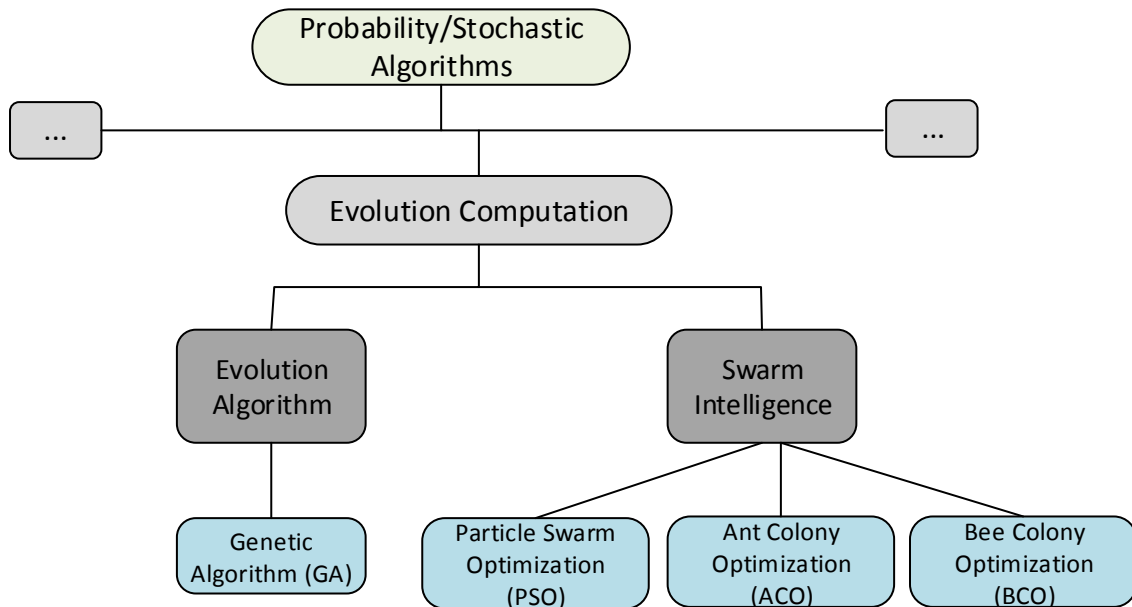 Probability/Stochastic
Algorithms
...
...
Evolution Computation
Evolution
Algorithm
Swarm
Intelligence
Genetic
Algorithm (GA)
Particle Swarm
Optimization
(PSO)
Ant Colony
Optimization
(ACO)
Bee Colony
Optimization
(BCO)